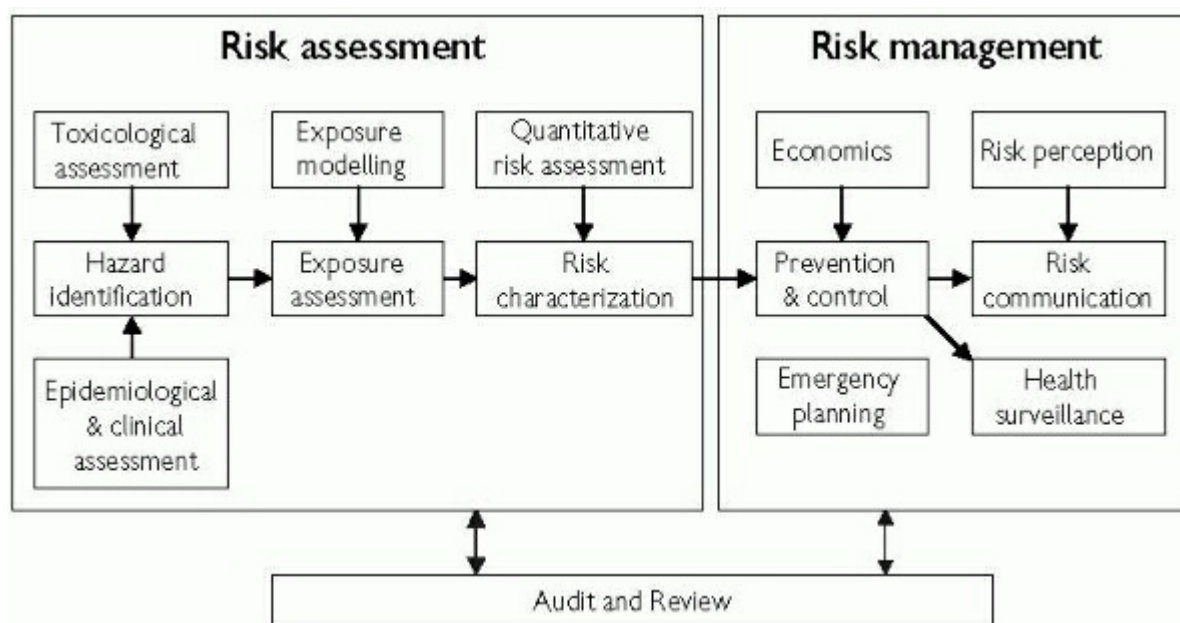 Risk assessment
Risk management
Toxicological
assessment
Exposure
modelling
Quantitative
risk assessment
Economics
Risk perception
Hazard
identification
Exposure
assessment
Risk
characterization
Prevention
& control
Risk
communication
Epidemiological
& clinical
assessment
Emergency
planning
Health
surveillance
Audit and Review